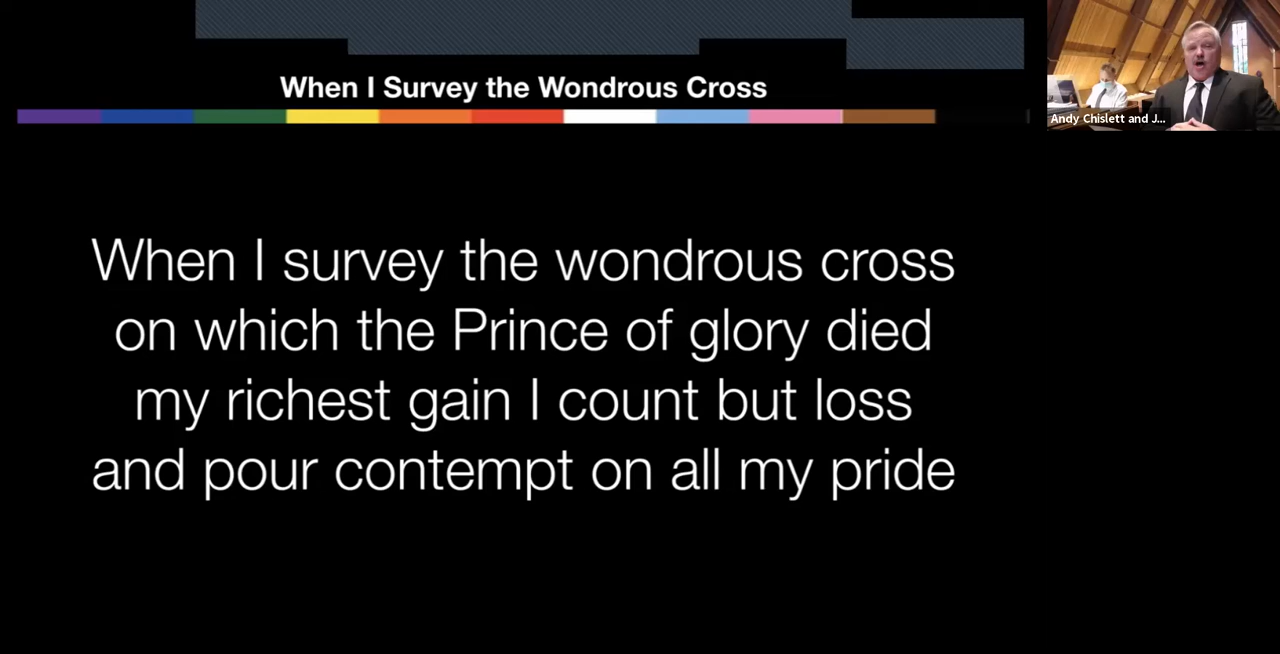 When I Survey the Wondrous Cross
Andy Chislett and J...
When I survey the wondrous cross
on which the Prince of glory died
my richest gain I count but loss
and pour contempt on all my pride